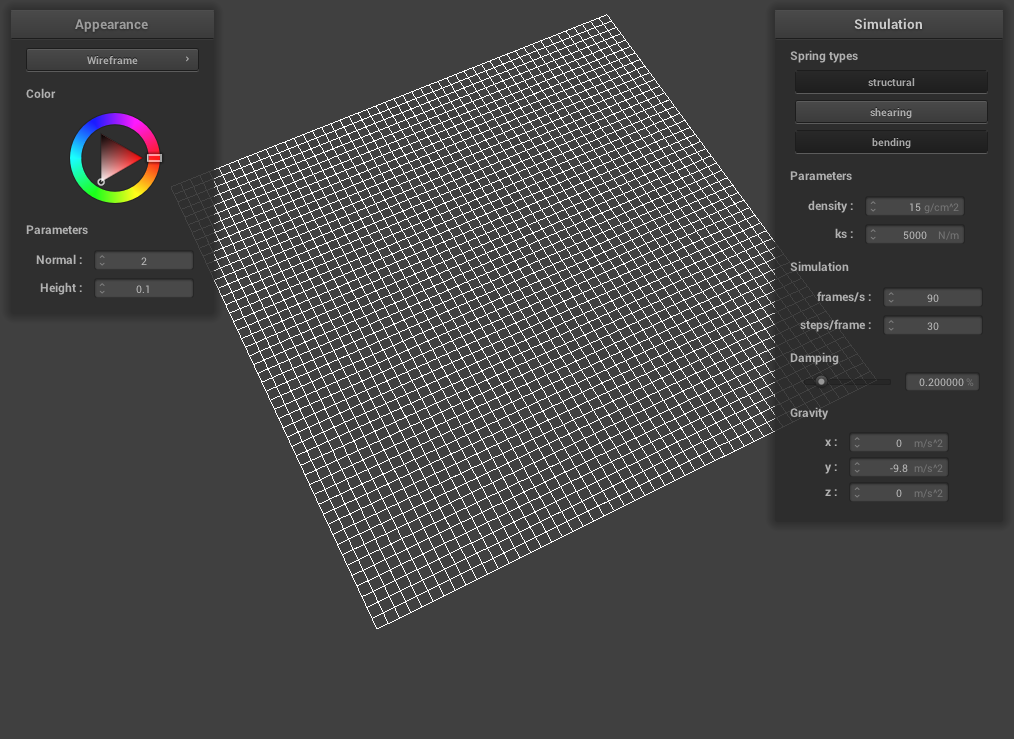 Appearance
Wireframe ›
Color
Parameters
Normal : 2
Height : 0.1
Simulation
Spring types
structural
shearing
bending
Parameters
density : 15 g/cm^2
ks : 5000 N/m
Simulation
frames/s : 90
steps/frame : 30
Damping
0.200000 %
Gravity
x : 0 m/s^2
y : -9.8 m/s^2
z : 0 m/s^2